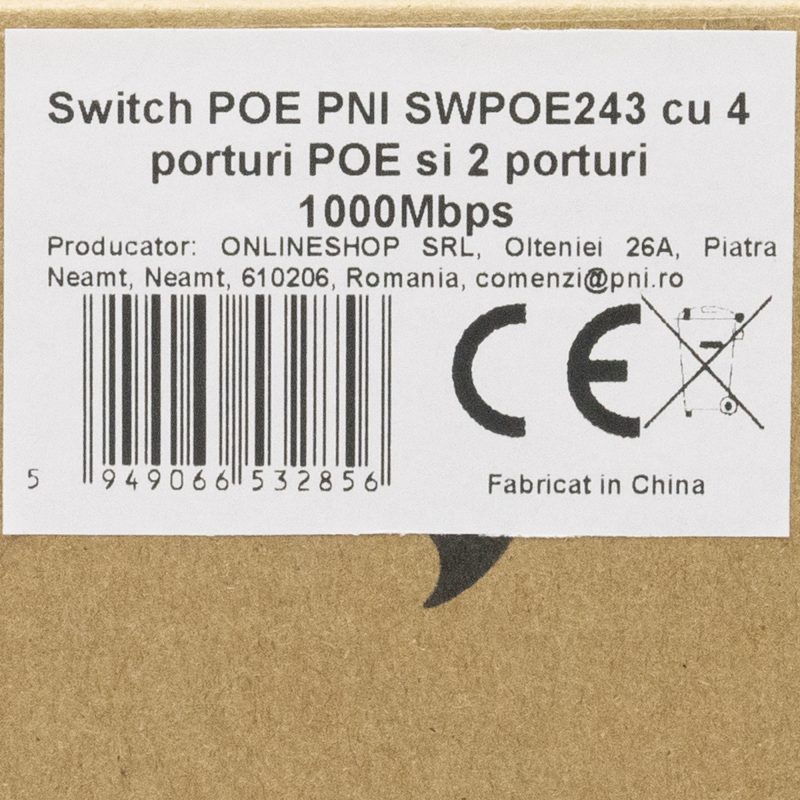 Switch POE PNI SWPOE243 cu 4
porturi POE si 2 porturi
1000Mbps
Producator: ONLINESHOP SRL, Olteniei 26A, Piatra
Neamt, Neamt, 610206, Romania, comenzi@pni.ro
CE
5 949066 532856
Fabricat in China